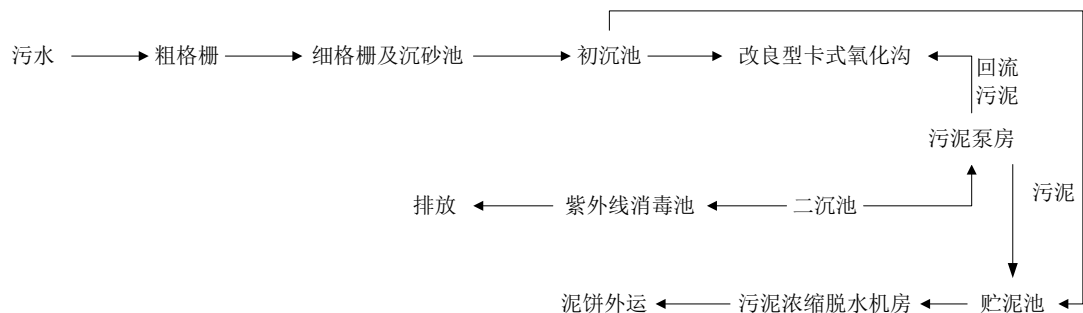 污水
粗格栅
细格栅及沉砂池
初沉池
改良型卡式氧化沟
回流
污泥
污泥泵房
污泥
排放
紫外线消毒池
二沉池
泥饼外运
污泥浓缩脱水机房
贮泥池